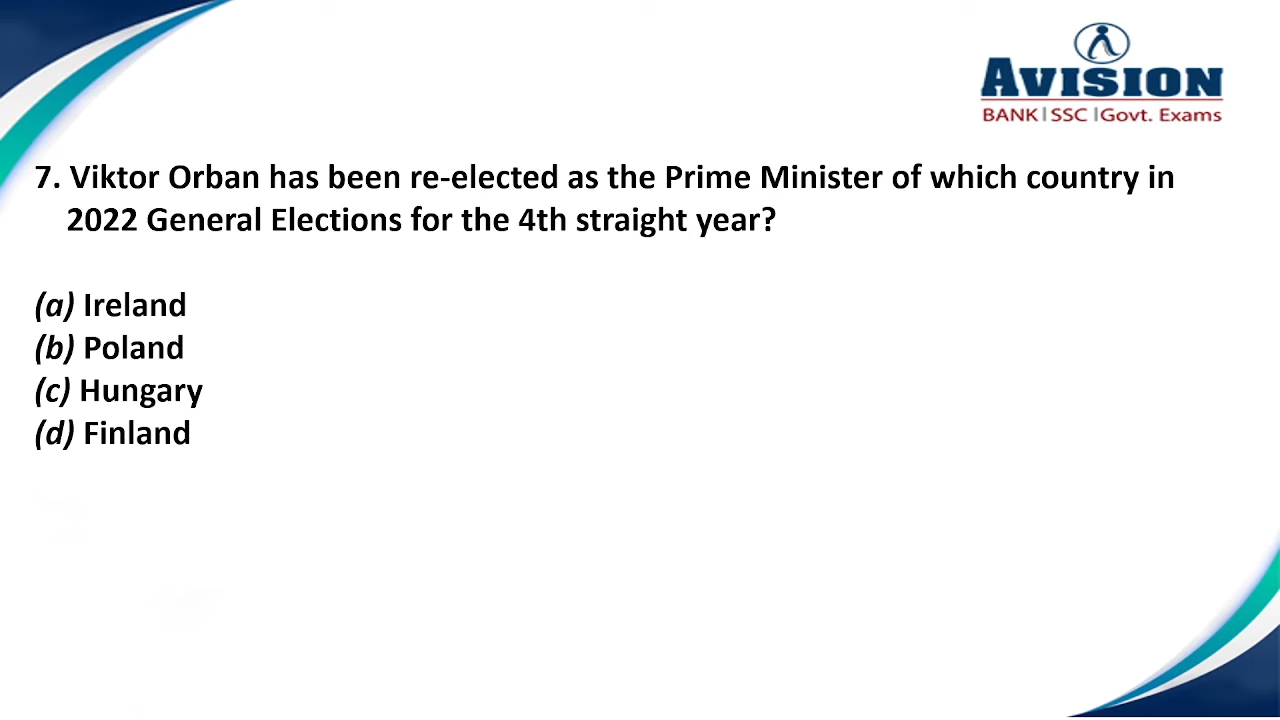 AVISION
BANK|SSC|Govt. Exams
7. Viktor Orban has been re-elected as the Prime Minister of which country in
2022 General Elections for the 4th straight year?
(a) Ireland
(b) Poland
(c) Hungary
(d) Finland